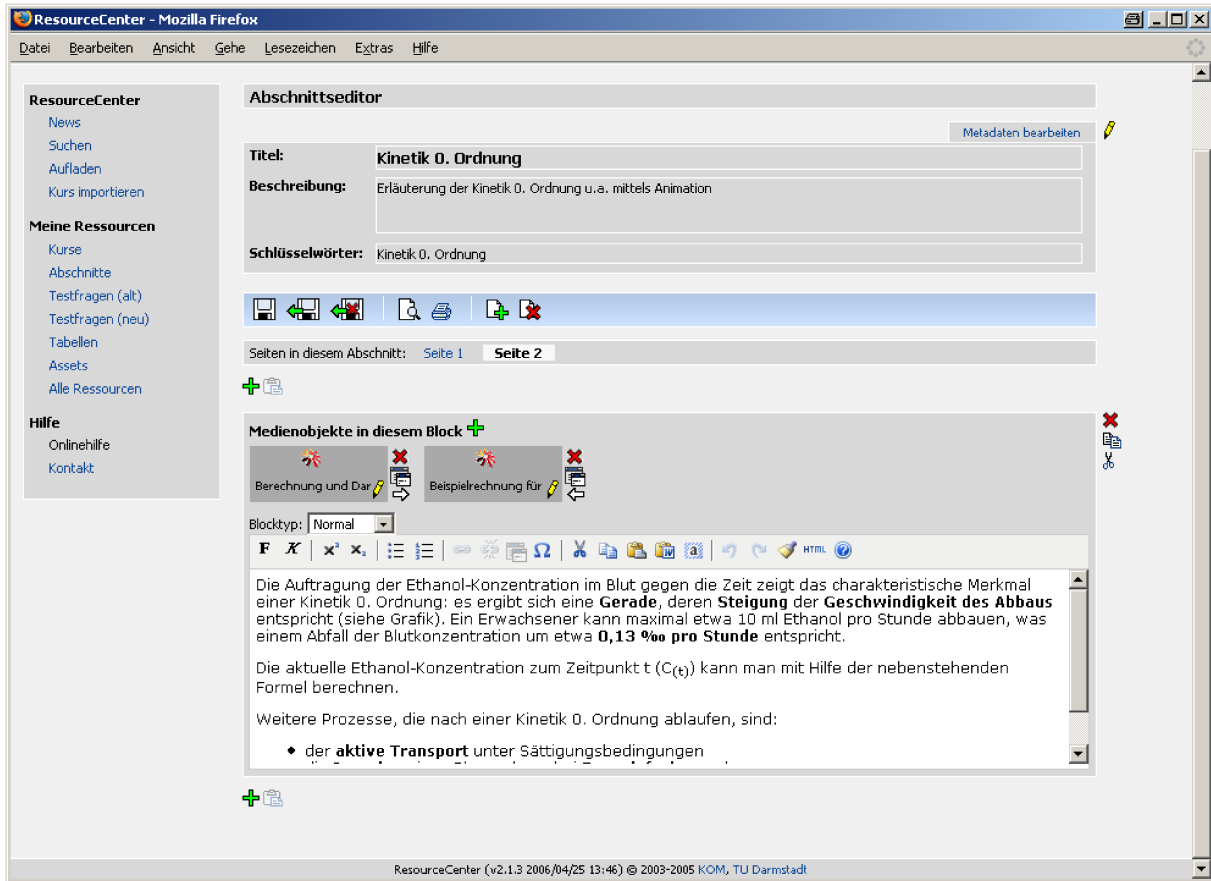 ResourceCenter - Mozilla Firefox
Datei Bearbeiten Ansicht Gehe Lesezeichen Extras Hilfe
ResourceCenter
News
Suchen
Aufladen
Kurs importieren
Meine Ressourcen
Kurse
Abschnitte
Testfragen (alt)
Testfragen (neu)
Tabellen
Assets
Alle Ressourcen
Hilfe
Onlinehilfe
Kontakt
Abschnittseditor
Metadaten bearbeiten
Titel: Kinetik 0. Ordnung
Beschreibung: Erläuterung der Kinetik 0. Ordnung u.a. mittels Animation
Schlüsselwörter: Kinetik 0. Ordnung
Seiten in diesem Abschnitt: Seite 1 Seite 2
Medienobjekte in diesem Block
Berechnung und Dar Beispielrechnung für
Blocktyp: Normal
F K x² x₂ Ω W a HTML ?
Die Auftragung der Ethanol-Konzentration im Blut gegen die Zeit zeigt das charakteristische Merkmal
einer Kinetik 0. Ordnung: es ergibt sich eine Gerade, deren Steigung der Geschwindigkeit des Abbaus
entspricht (siehe Grafik). Ein Erwachsener kann maximal etwa 10 ml Ethanol pro Stunde abbauen, was
einem Abfall der Blutkonzentration um etwa 0,13 ‰ pro Stunde entspricht.
Die aktuelle Ethanol-Konzentration zum Zeitpunkt t (C(t)) kann man mit Hilfe der nebenstehenden
Formel berechnen.
Weitere Prozesse, die nach einer Kinetik 0. Ordnung ablaufen, sind:
• der aktive Transport unter Sättigungsbedingungen
ResourceCenter (v2.1.3 2006/04/25 13:46) © 2003-2005 KOM, TU Darmstadt